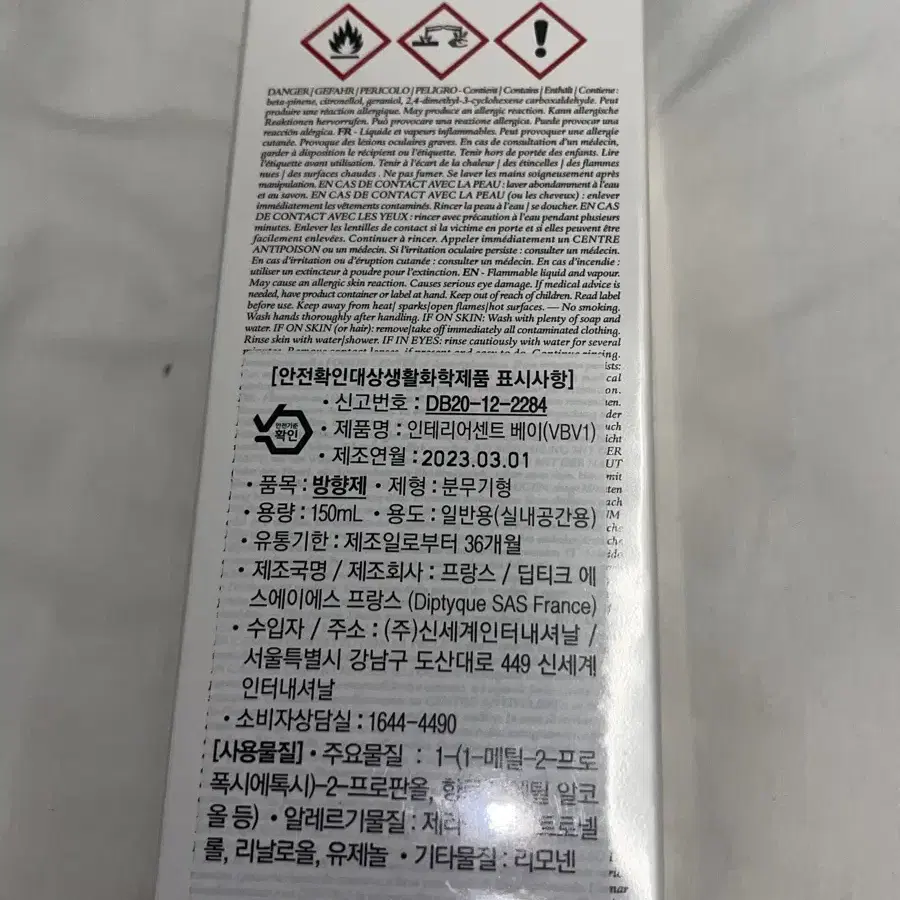 DANGER | GEFAHR | PERICOLO | PELIGRO - Contient | Contains | Enthält | Contiene :
beta-pinene, citronellol, geraniol, 2,4-dimethyl-3-cyclohexene carboxaldehyde. Peut
produire une réaction allergique. May produce an allergic reaction. Kann allergische
Reaktionen hervorrufen. Può provocare una reazione allergica. Puede provocar una
reacción alérgica. FR - Liquide et vapeurs inflammables. Peut provoquer une allergie
cutanée. Provoque des lésions oculaires graves. En cas de consultation d'un médecin,
garder à disposition le récipient ou l'étiquette. Tenir hors de portée des enfants. Lire
l'étiquette avant utilisation. Tenir à l'écart de la chaleur | des étincelles | des flammes
nues | des surfaces chaudes . Ne pas fumer. Se laver les mains soigneusement après
manipulation. EN CAS DE CONTACT AVEC LA PEAU : laver abondamment à l'eau
et au savon. EN CAS DE CONTACT AVEC LA PEAU (ou les cheveux) : enlever
immédiatement les vêtements contaminés. Rincer la peau à l'eau | se doucher. EN CAS
DE CONTACT AVEC LES YEUX : rincer avec précaution à l'eau pendant plusieurs
minutes. Enlever les lentilles de contact si la victime en porte et si elles peuvent être
facilement enlevées. Continuer à rincer. Appeler immédiatement un CENTRE
ANTIPOISON ou un médecin. Si l'irritation oculaire persiste : consulter un médecin.
En cas d'irritation ou d'éruption cutanée : consulter un médecin. En cas d'incendie :
utiliser un extincteur à poudre pour l'extinction. EN - Flammable liquid and vapour.
May cause an allergic skin reaction. Causes serious eye damage. If medical advice is
needed, have product container or label at hand. Keep out of reach of children. Read label
before use. Keep away from heat| sparks|open flames|hot surfaces. — No smoking.
Wash hands thoroughly after handling. IF ON SKIN: Wash with plenty of soap and
water. IF ON SKIN (or hair): remove|take off immediately all contaminated clothing.
Rinse skin with water|shower. IF IN EYES: rinse cautiously with water for several
minutes. Remove contact lenses, if present and easy to do. Continue rinsing.
[안전확인대상생활화학제품 표시사항]
• 신고번호 : DB20-12-2284
안전기준
확인
• 제품명 : 인테리어센트 베이(VBV1)
• 제조연월 : 2023.03.01
• 품목 : 방향제 • 제형 : 분무기형
• 용량 : 150mL • 용도 : 일반용(실내공간용)
• 유통기한 : 제조일로부터 36개월
• 제조국명 / 제조회사 : 프랑스 / 딥티크 에
스에이에스 프랑스 (Diptyque SAS France)
• 수입자 / 주소 : (주)신세계인터내셔날 /
서울특별시 강남구 도산대로 449 신세계
인터내셔날
• 소비자상담실 : 1644-4490
[사용물질] • 주요물질 : 1-(1-메틸-2-프로
폭시에톡시)-2-프로판올, 알코
올 등) • 알레르기물질 : 트로넬
롤, 리날로올, 유제놀 • 기타물질 : 리모넨